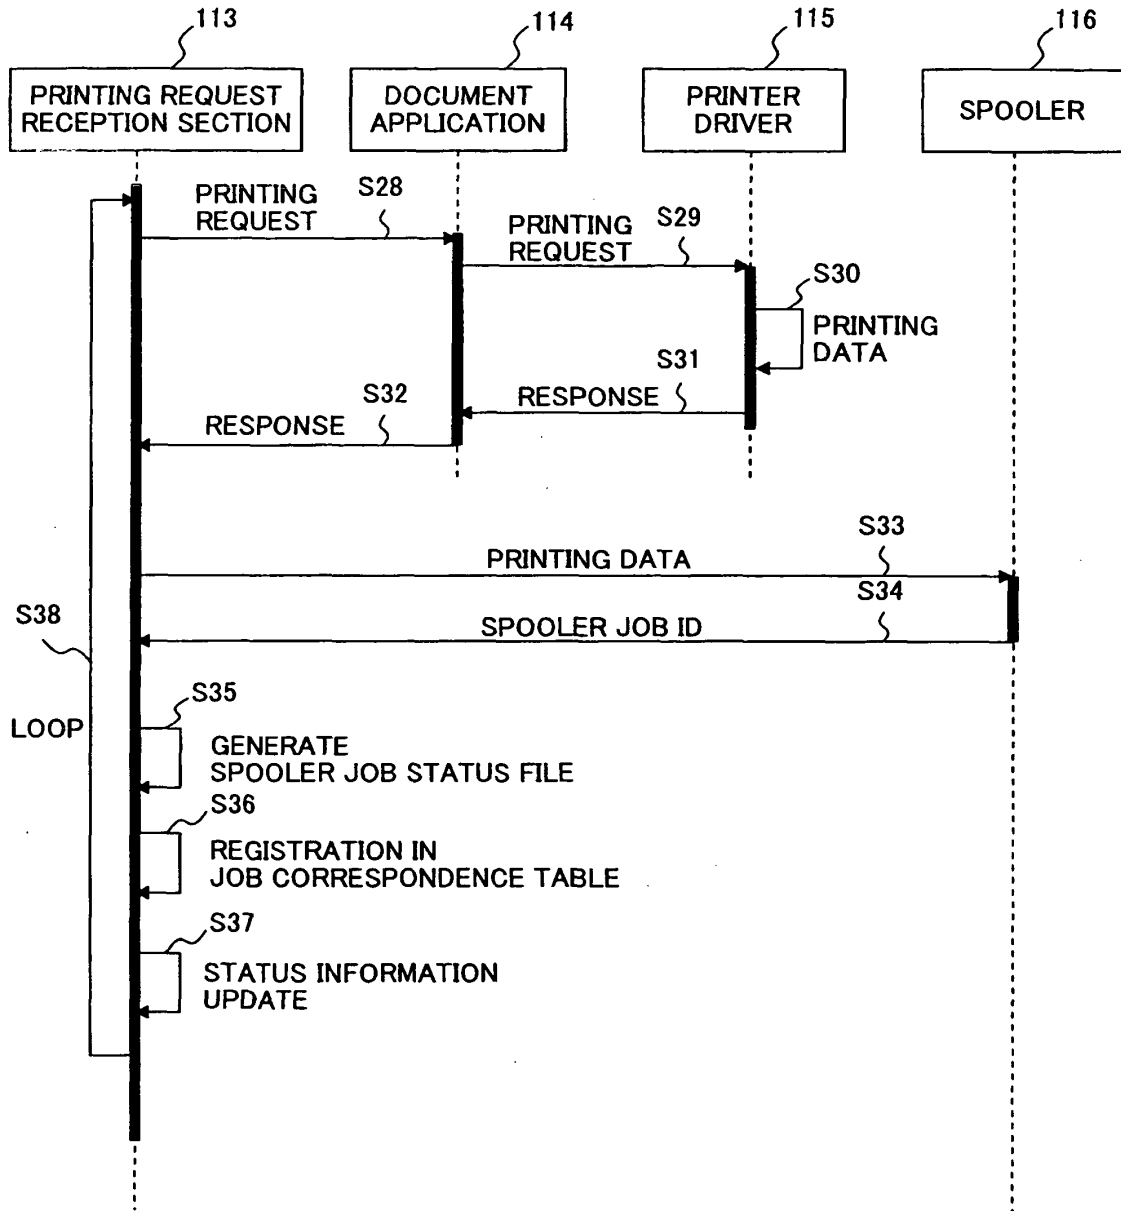 113
114
115
116
PRINTING REQUEST
RECEPTION SECTION
DOCUMENT
APPLICATION
PRINTER
DRIVER
SPOOLER
PRINTING
REQUEST
S28
PRINTING
REQUEST
S29
S30
PRINTING
DATA
S31
RESPONSE
S32
RESPONSE
S33
PRINTING DATA
S34
SPOOLER JOB ID
S38
LOOP
S35
GENERATE
SPOOLER JOB STATUS FILE
S36
REGISTRATION IN
JOB CORRESPONDENCE TABLE
S37
STATUS INFORMATION
UPDATE